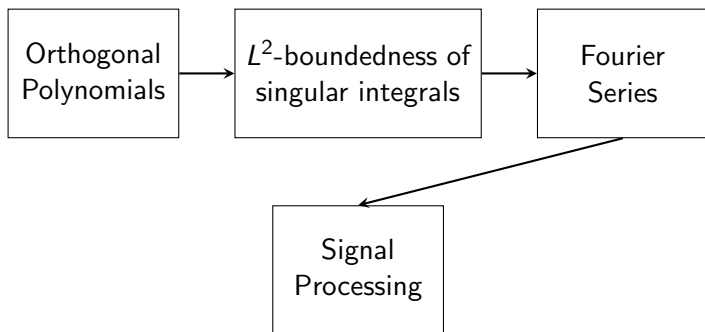 Orthogonal
Polynomials
L²-boundedness of
singular integrals
Fourier
Series
Signal
Processing